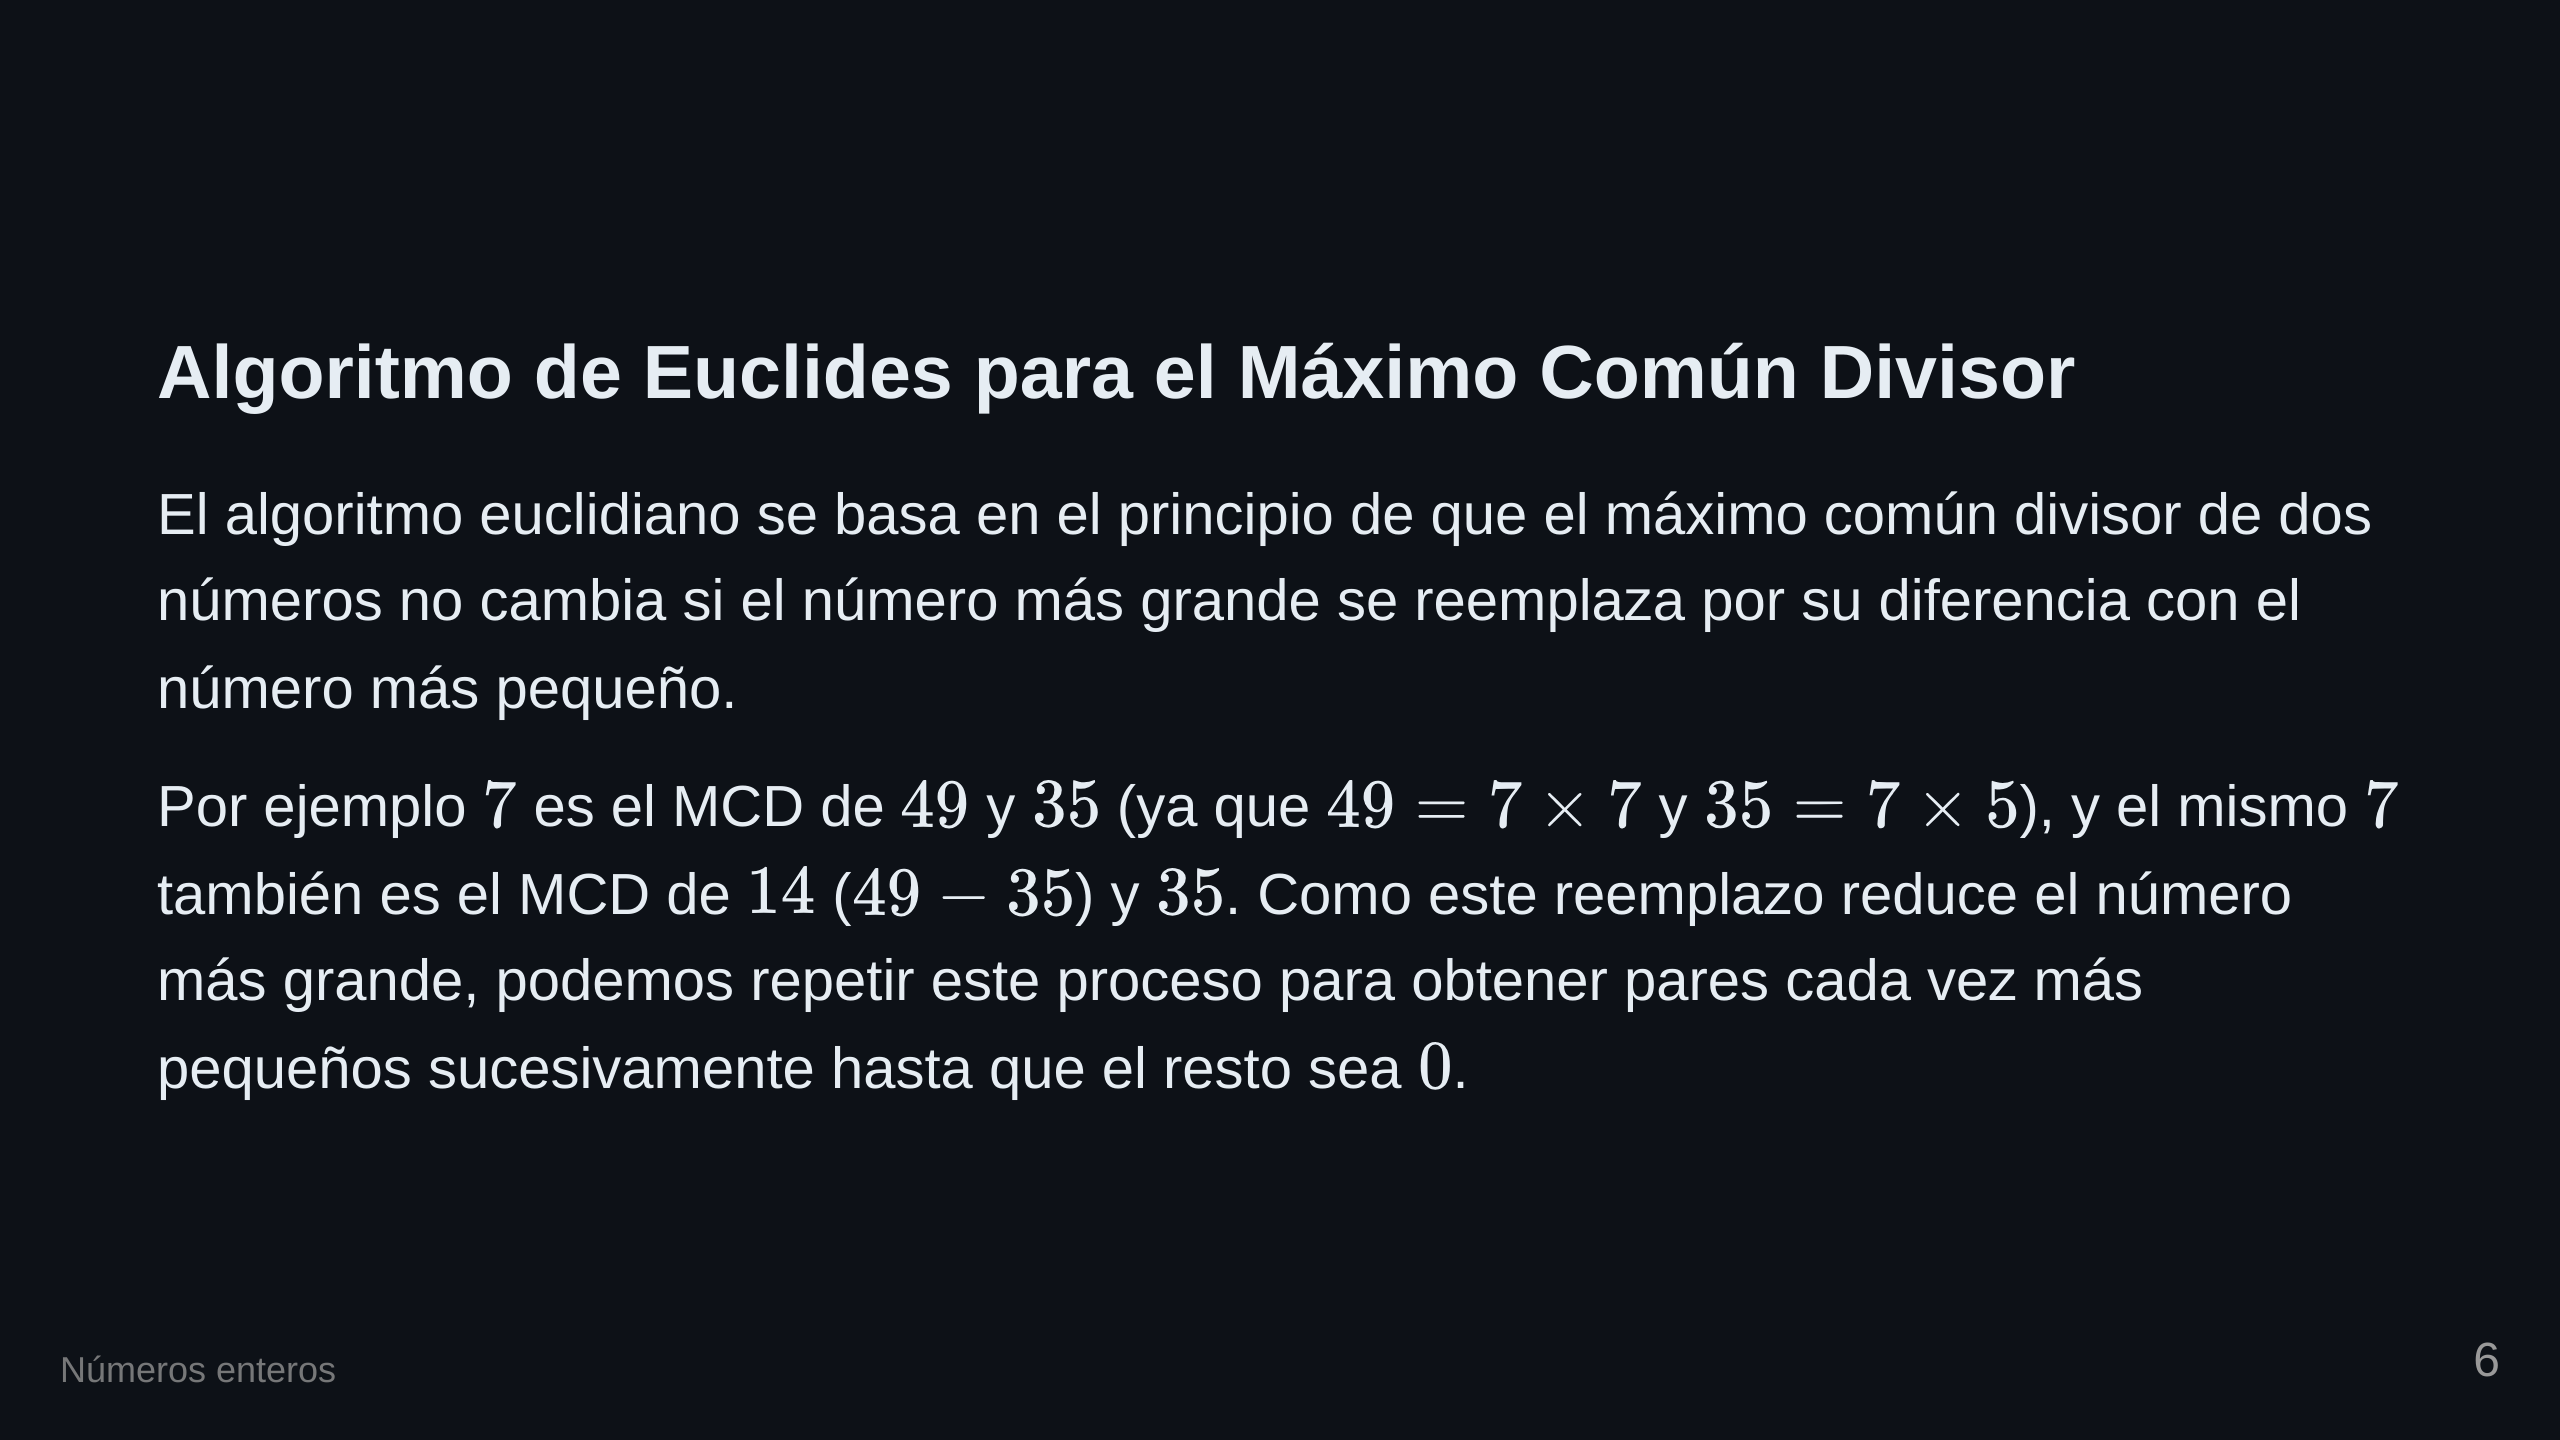 Algoritmo de Euclides para el Máximo Común Divisor
El algoritmo euclidiano se basa en el principio de que el máximo común divisor de dos
números no cambia si el número más grande se reemplaza por su diferencia con el
número más pequeño.
Por ejemplo 7 es el MCD de 49 y 35 (ya que 49 = 7 × 7 y 35 = 7 × 5), y el mismo 7
también es el MCD de 14 (49 − 35) y 35. Como este reemplazo reduce el número
más grande, podemos repetir este proceso para obtener pares cada vez más
pequeños sucesivamente hasta que el resto sea 0.
Números enteros
6